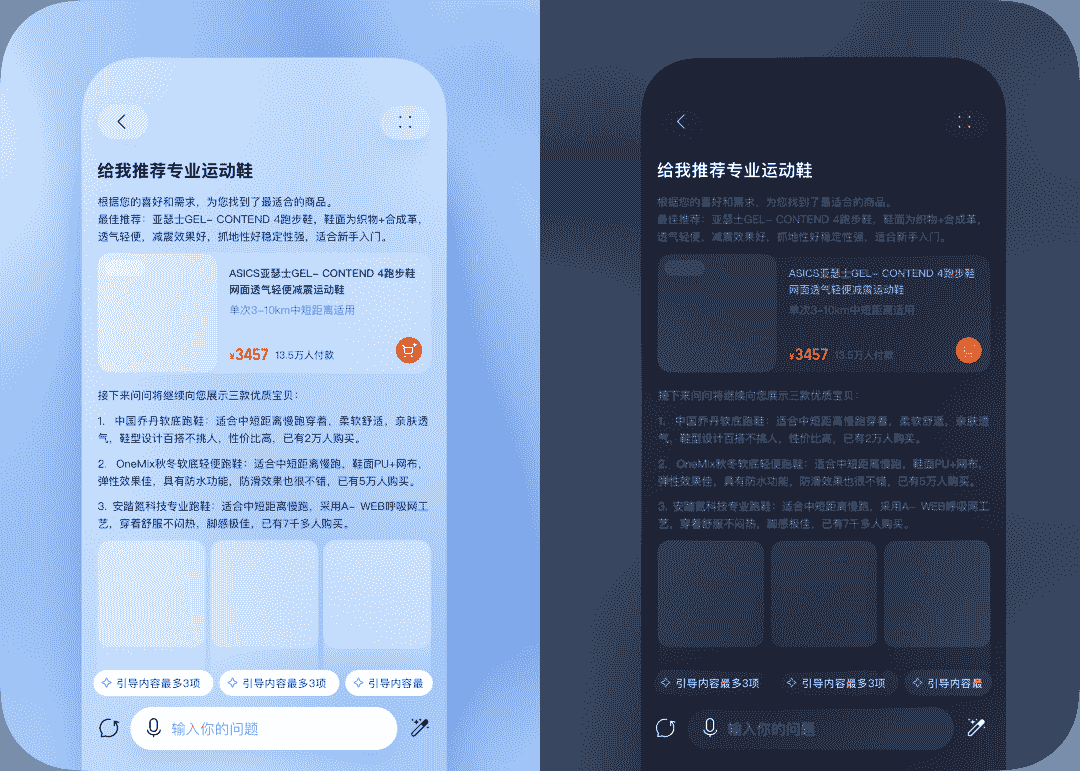 给我推荐专业运动鞋
根据您的喜好和需求，为您找到了最适合的商品。
最佳推荐：亚瑟士GEL- CONTEND 4跑步鞋，鞋面为织物+合成革，
透气轻便，减震效果好，抓地性好稳定性强，适合新手入门。
ASICS亚瑟士GEL- CONTEND 4跑步鞋
网面透气轻便减震运动鞋
单次3-10km中短距离适用
¥3457 13.5万人付款
接下来问问将继续向您展示三款优质宝贝：
1. 中国乔丹软底跑鞋：适合中短距离慢跑穿着，柔软舒适，亲肤透
气，鞋型设计百搭不挑人，性价比高，已有2万人购买。
2. OneMix秋冬软底轻便跑鞋：适合中短距离慢跑，鞋面PU+网布，
弹性效果佳，具有防水功能，防滑效果也很不错，已有5万人购买。
3. 安踏氮科技专业跑鞋：适合中短距离慢跑，采用A- WEB呼吸网工
艺，穿着舒服不闷热，脚感极佳，已有7千多人购买。
引导内容最多3项
引导内容最多3项
引导内容最
输入你的问题
给我推荐专业运动鞋
根据您的喜好和需求，为您找到了最适合的商品。
最佳推荐：亚瑟士GEL- CONTEND 4跑步鞋，鞋面为织物+合成革，
透气轻便，减震效果好，抓地性好稳定性强，适合新手入门。
ASICS亚瑟士GEL- CONTEND 4跑步鞋
网面透气轻便减震运动鞋
单次3-10km中短距离适用
¥3457 13.5万人付款
接下来问问将继续向您展示三款优质宝贝：
1. 中国乔丹软底跑鞋：适合中短距离慢跑穿着，柔软舒适，亲肤透
气，鞋型设计百搭不挑人，性价比高，已有2万人购买。
2. OneMix秋冬软底轻便跑鞋：适合中短距离慢跑，鞋面PU+网布，
弹性效果佳，具有防水功能，防滑效果也很不错，已有5万人购买。
3. 安踏氮科技专业跑鞋：适合中短距离慢跑，采用A- WEB呼吸网工
艺，穿着舒服不闷热，脚感极佳，已有7千多人购买。
引导内容最多3项
引导内容最多3项
引导内容最
输入你的问题